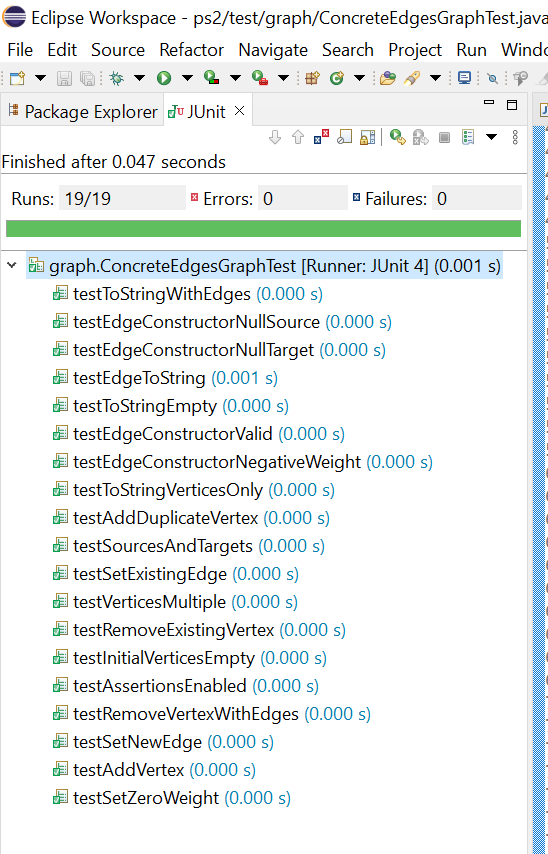 Eclipse Workspace - ps2/test/graph/ConcreteEdgesGraphTest.java
File Edit Source Refactor Navigate Search Project Run
Package Explorer JUnit
Finished after 0.047 seconds
Runs: 19/19 Errors: 0 Failures: 0
graph.ConcreteEdgesGraphTest [Runner: JUnit 4] (0.001 s)
testToStringWithEdges (0.000 s)
testEdgeConstructorNullSource (0.000 s)
testEdgeConstructorNullTarget (0.000 s)
testEdgeToString (0.001 s)
testToStringEmpty (0.000 s)
testEdgeConstructorValid (0.000 s)
testEdgeConstructorNegativeWeight (0.000 s)
testToStringVerticesOnly (0.000 s)
testAddDuplicateVertex (0.000 s)
testSourcesAndTargets (0.000 s)
testSetExistingEdge (0.000 s)
testVerticesMultiple (0.000 s)
testRemoveExistingVertex (0.000 s)
testInitialVerticesEmpty (0.000 s)
testAssertionsEnabled (0.000 s)
testRemoveVertexWithEdges (0.000 s)
testSetNewEdge (0.000 s)
testAddVertex (0.000 s)
testSetZeroWeight (0.000 s)